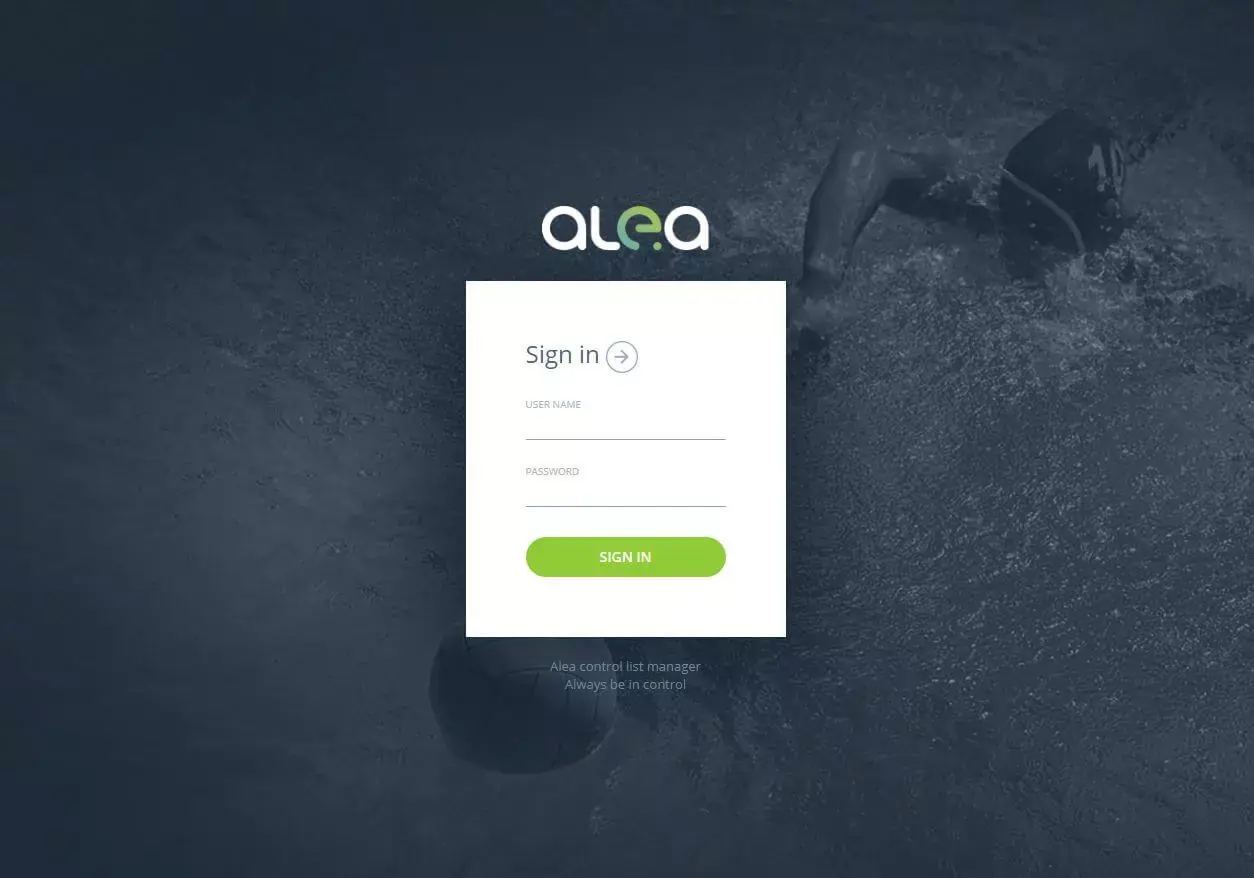 alea
Sign in
USER NAME
PASSWORD
SIGN IN
Alea control list manager
Always be in control